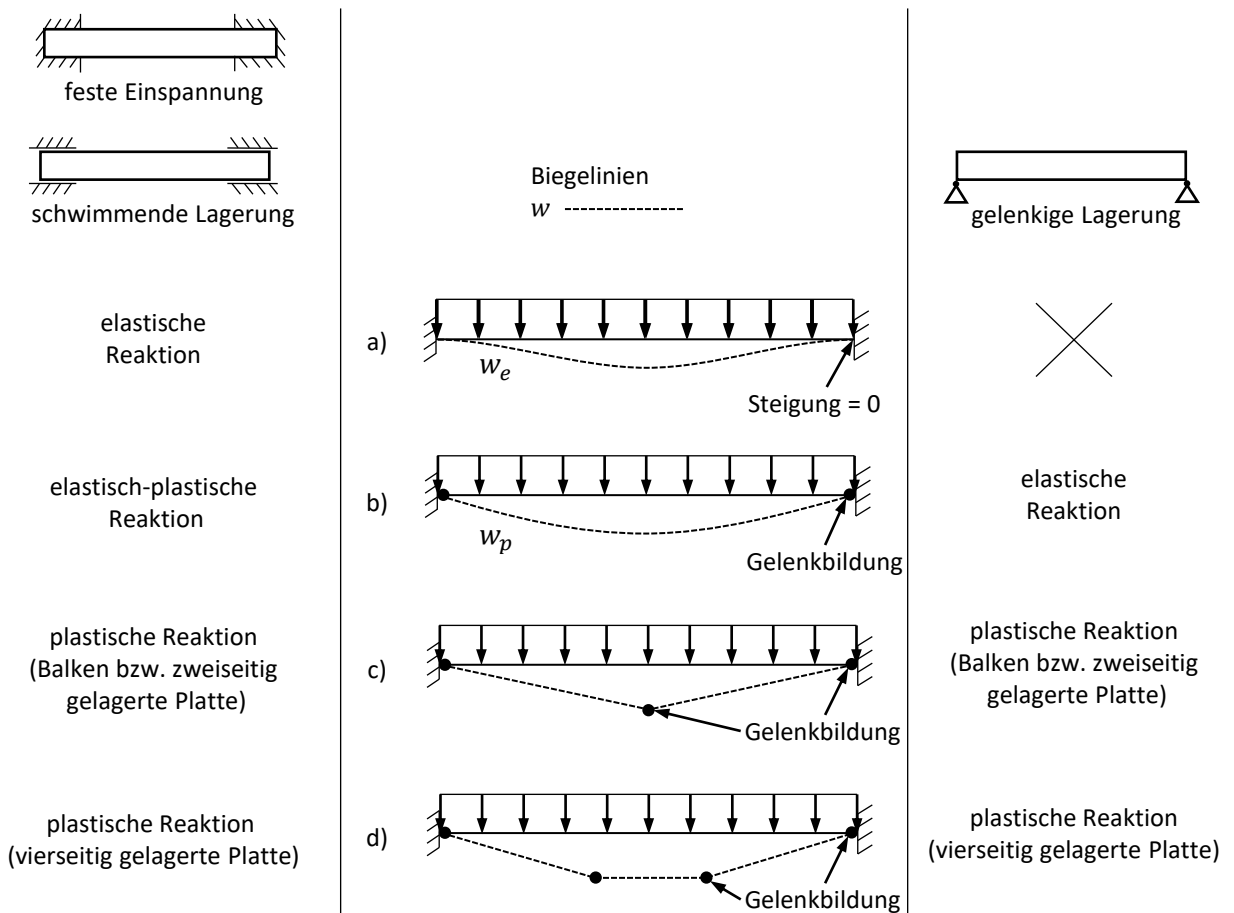 feste Einspannung
schwimmende Lagerung
Biegelinien
w
gelenkige Lagerung
elastische
Reaktion
a)
w_e
Steigung = 0
elastisch-plastische
Reaktion
b)
w_p
Gelenkbildung
elastische
Reaktion
plastische Reaktion
(Balken bzw. zweiseitig
gelagerte Platte)
c)
Gelenkbildung
plastische Reaktion
(Balken bzw. zweiseitig
gelagerte Platte)
plastische Reaktion
(vierseitig gelagerte Platte)
d)
Gelenkbildung
plastische Reaktion
(vierseitig gelagerte Platte)